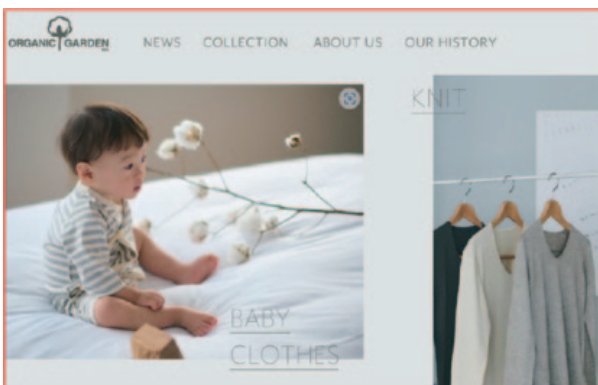 ORGANIC GARDEN
NEWS COLLECTION ABOUT US OUR HISTORY
KNIT
BABY
CLOTHES